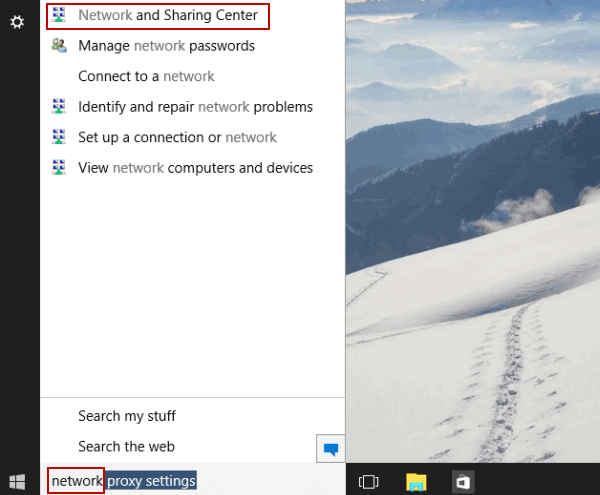 Network and Sharing Center
Manage network passwords
Connect to a network
Identify and repair network problems
Set up a connection or network
View network computers and devices
Search my stuff
Search the web
network proxy settings